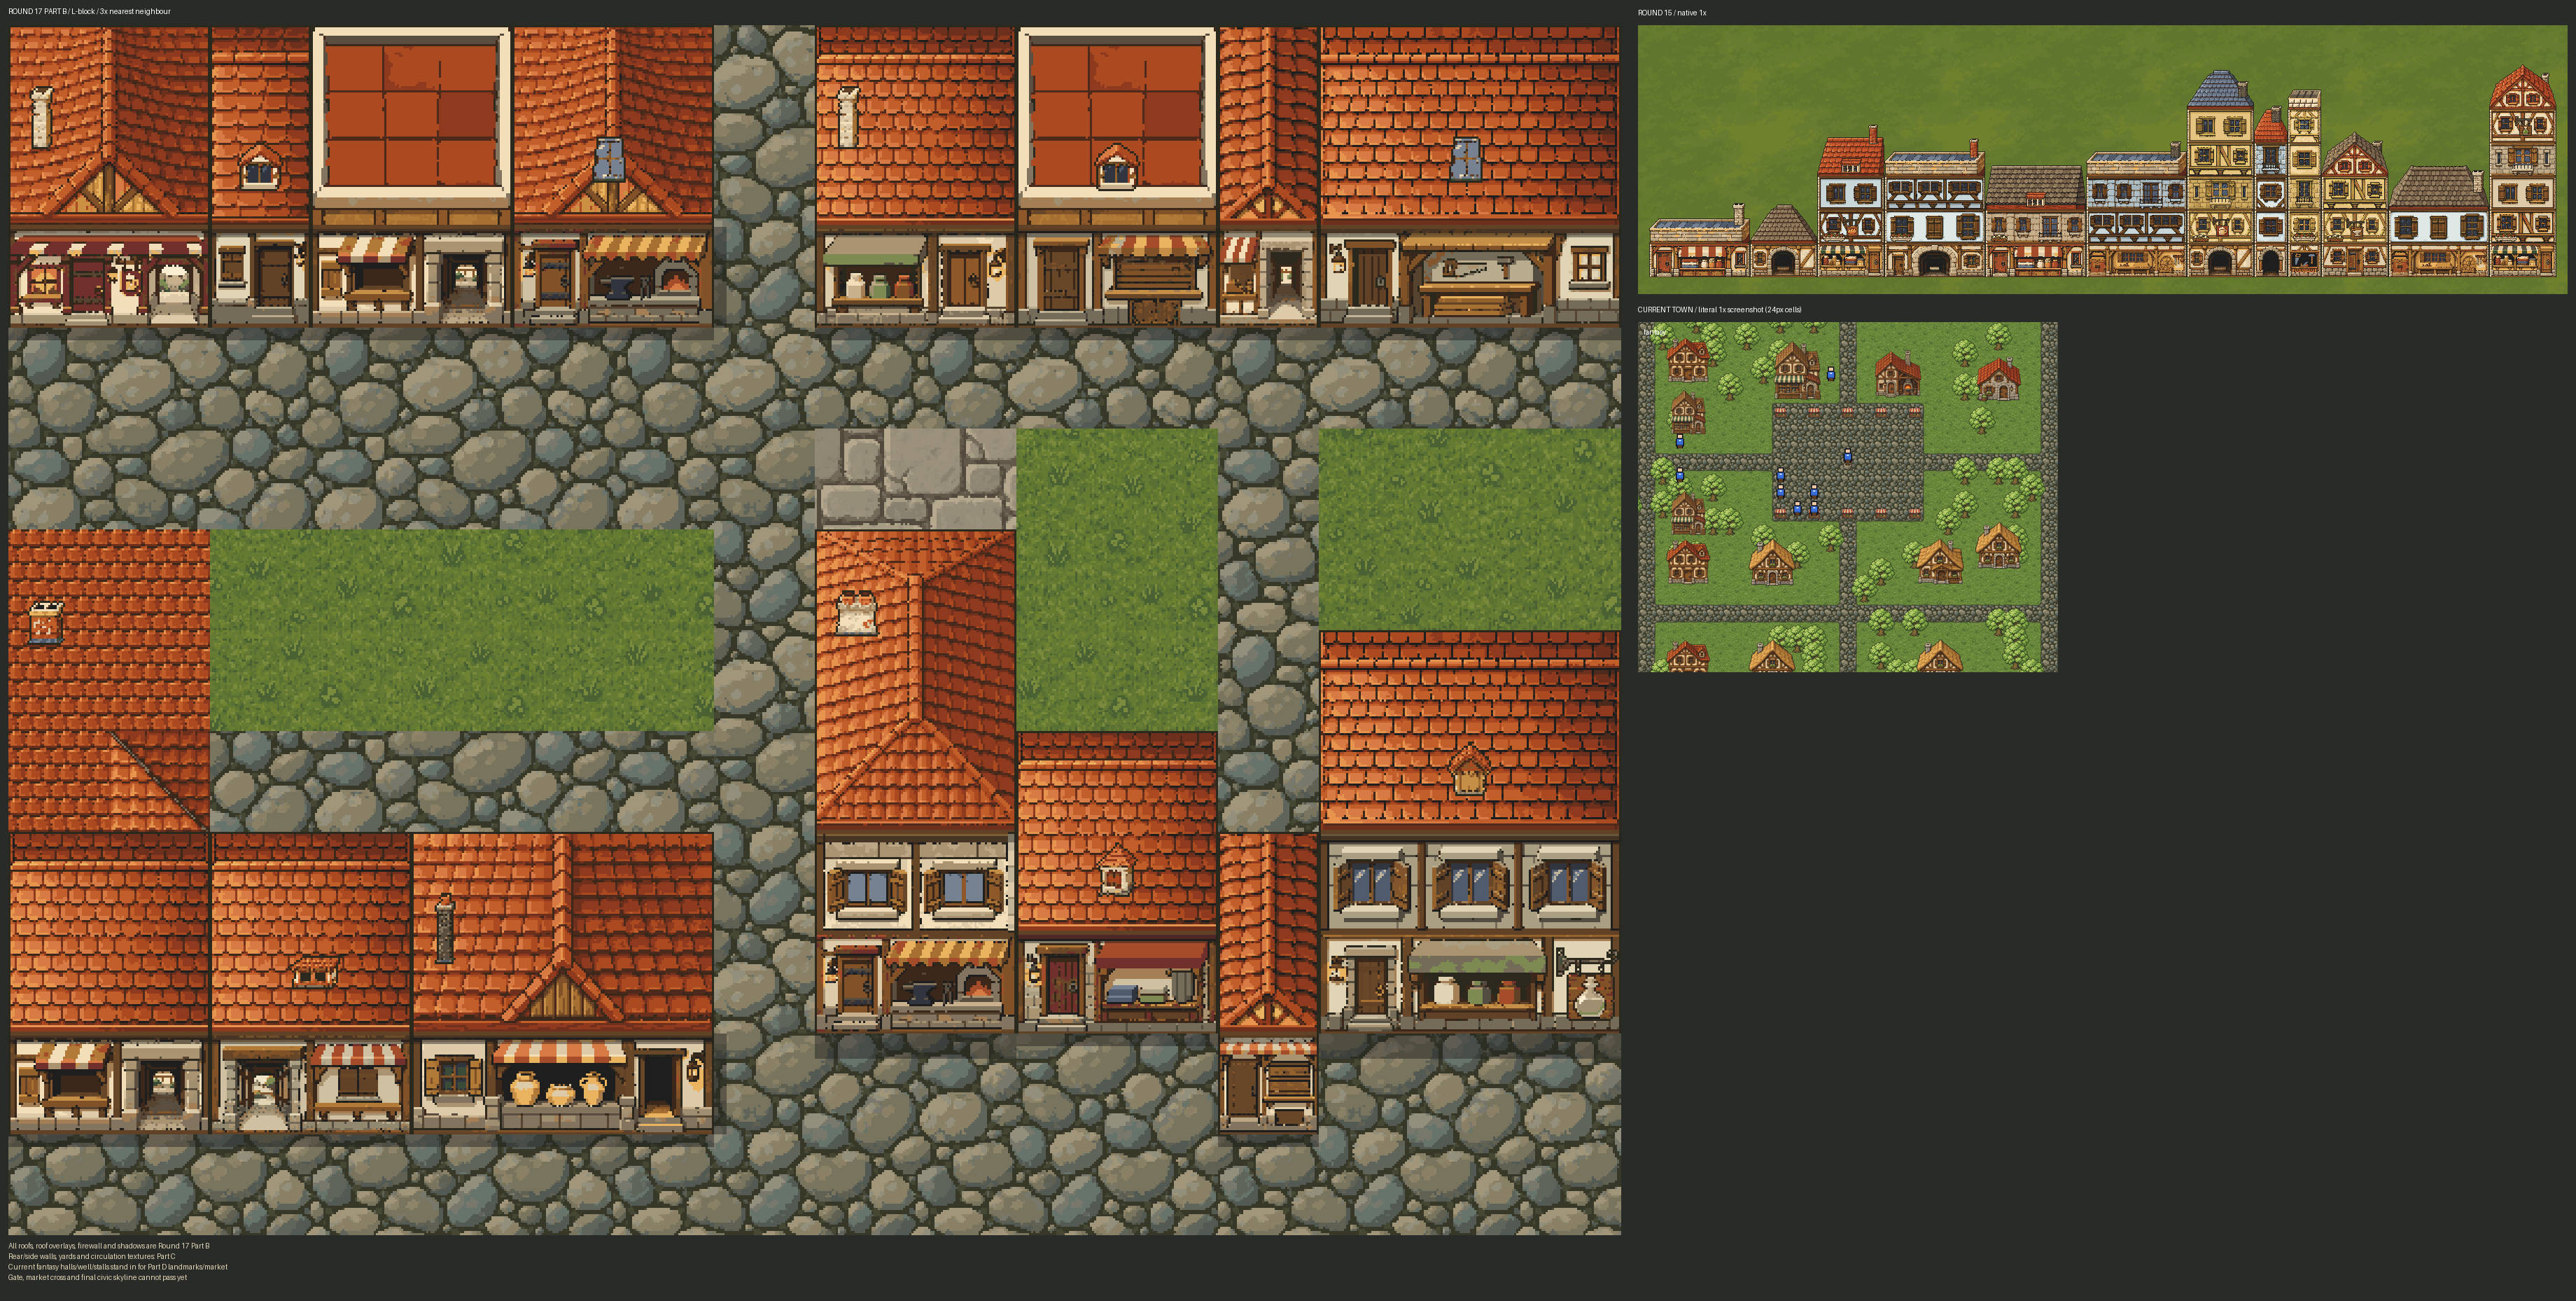 ROUND 17 PART B / L-block / 3x nearest neighbour
ROUND 15 / native 1x
CURRENT TOWN / literal 1x screenshot (24px cells)
fantasy
All roofs, roof overlays, firewall and shadows are Round 17 Part B
Rear/side walls, yards and circulation textures: Part C
Current fantasy halls/well/stalls stand in for Part D landmarks/market
Gate, market cross and final civic skyline cannot pass yet